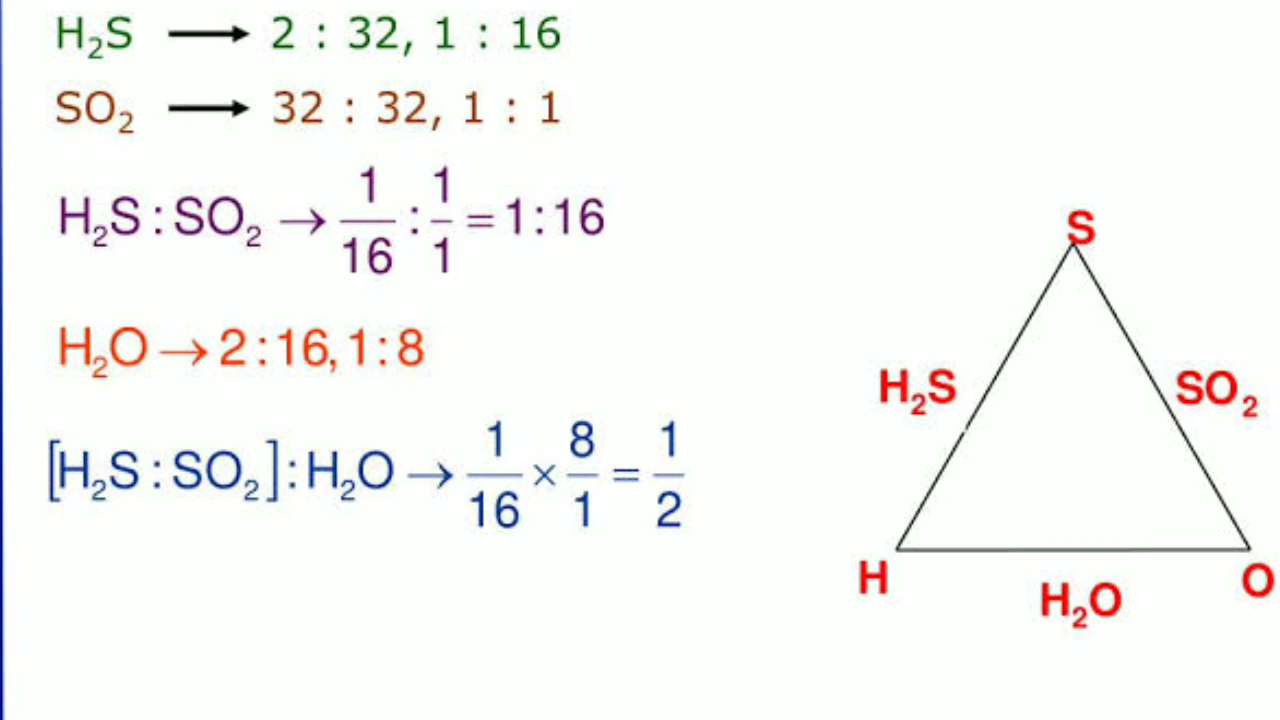 H₂S → 2 : 32, 1 : 16
SO₂ → 32 : 32, 1 : 1
H₂S : SO₂ → 1/16 : 1/1 = 1 : 16
H₂O → 2 : 16, 1 : 8
[H₂S : SO₂] : H₂O → 1/16 × 8/1 = 1/2
S
H₂S
SO₂
H
O
H₂O